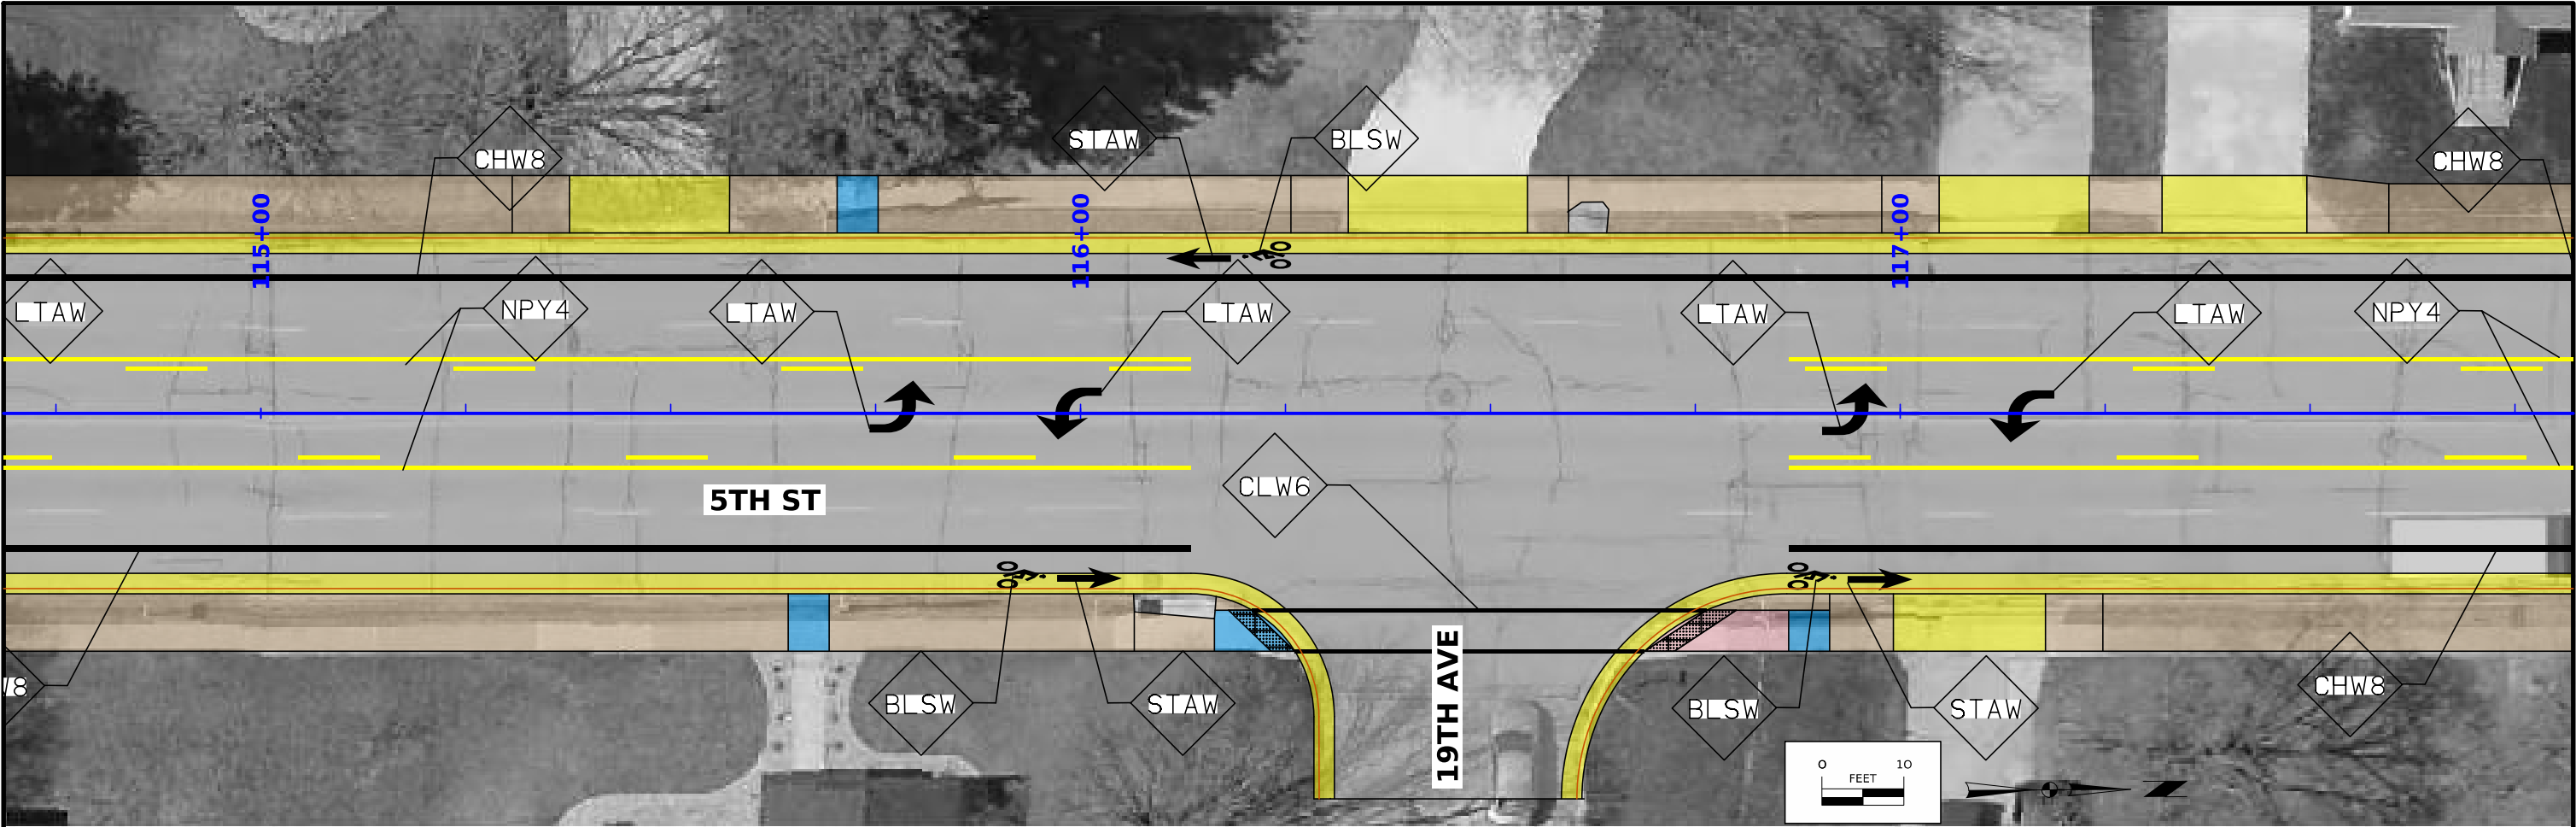 STAW
BLSW
CHW8
CHW8
115+00
116+00
117+00
LTAW
NPY4
LTAW
LTAW
LTAW
LTAW
NPY4
CLW6
5TH ST
19TH AVE
W8
BLSW
STAW
BLSW
STAW
CHW8
0 10
FEET